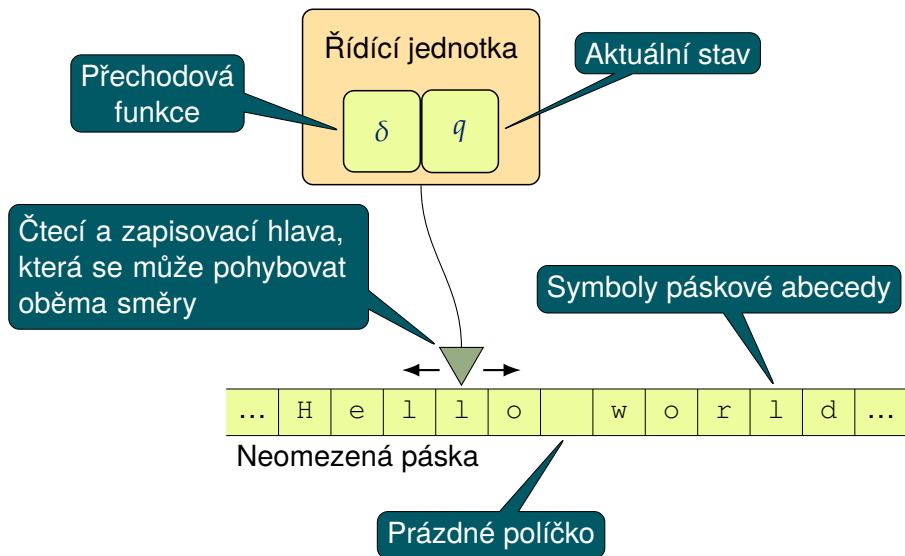 Řídící jednotka
Přechodová
funkce
Aktuální stav
δ q
Čtecí a zapisovací hlava,
která se může pohybovat
oběma směry
Symboly páskové abecedy
... H e l l o w o r l d ...
Neomezená páska
Prázdné políčko